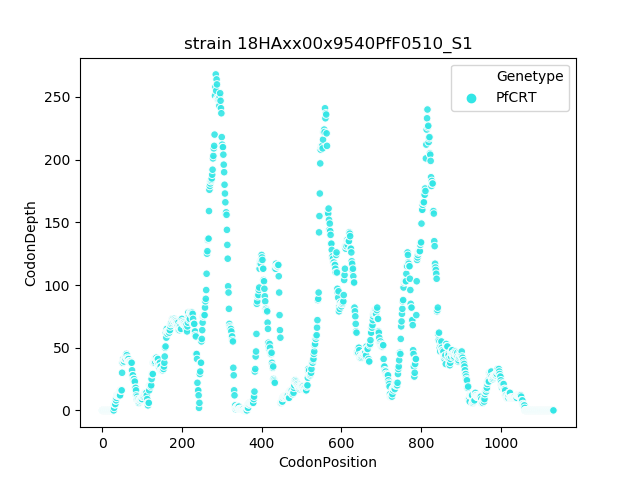 strain 18HAxx00x9540PfF0510_S1
Genetype
PfCRT
CodonDepth
250
200
150
100
50
0
0 200 400 600 800 1000
CodonPosition